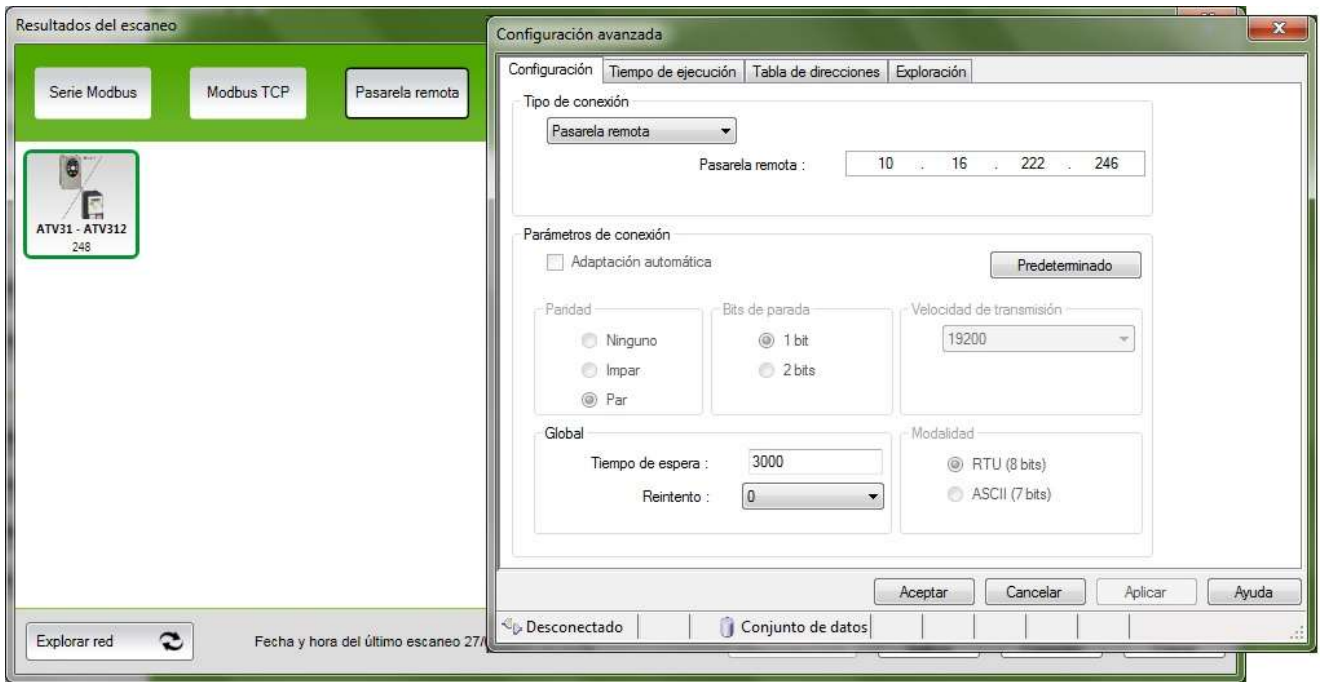 Resultados del escaneo
Serie Modbus
Modbus TCP
Pasarela remota
ATV31 - ATV312
248
Explorar red
Fecha y hora del último escaneo 27/
Configuración avanzada
Configuración
Tiempo de ejecución
Tabla de direcciones
Exploración
Tipo de conexión
Pasarela remota
Pasarela remota : 10 . 16 . 222 . 246
Parámetros de conexión
Adaptación automática
Predeterminado
Paridad
Ninguno
Impar
Par
Bits de parada
1 bit
2 bits
Velocidad de transmisión
19200
Global
Tiempo de espera : 3000
Reintento : 0
Modalidad
RTU (8 bits)
ASCII (7 bits)
Aceptar
Cancelar
Aplicar
Ayuda
Desconectado
Conjunto de datos